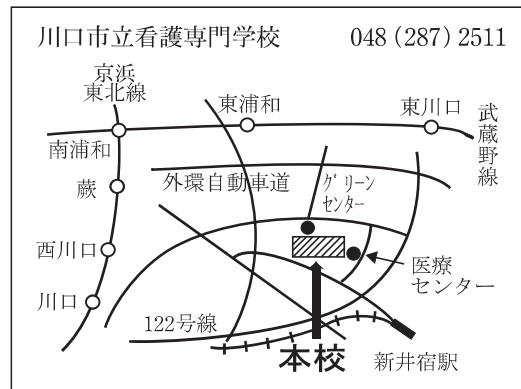 川口市立看護専門学校 048(287)2511
京浜
東北線
東浦和
東川口
武蔵野線
南浦和
外環自動車道
グリーン
センター
蕨
西川口
医療
センター
川口
122号線
本校
新井宿駅